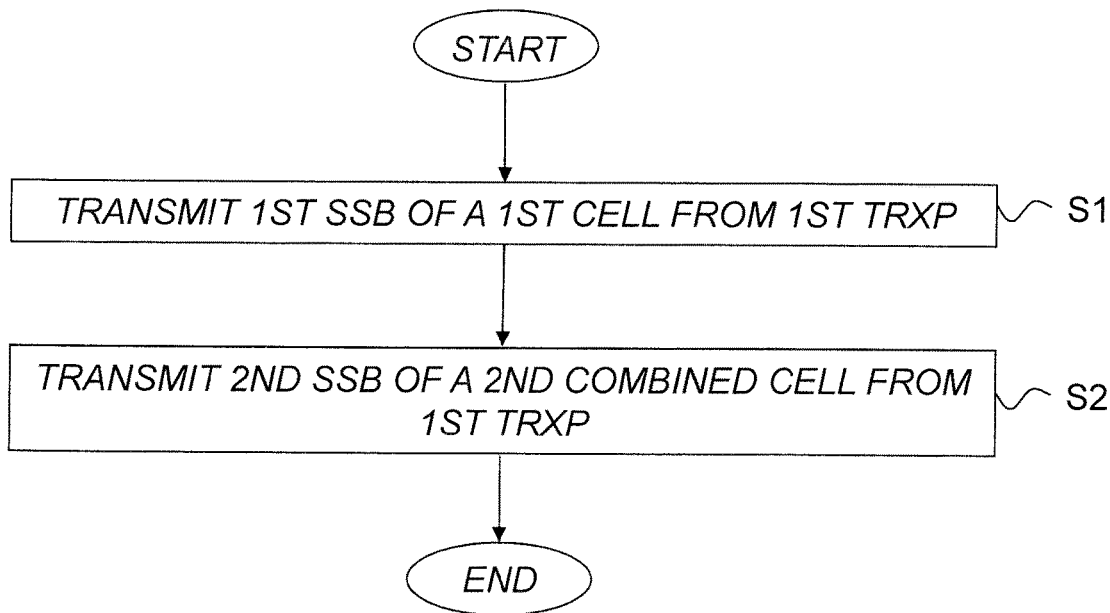 START
TRANSMIT 1ST SSB OF A 1ST CELL FROM 1ST TRXP
S1
TRANSMIT 2ND SSB OF A 2ND COMBINED CELL FROM
1ST TRXP
S2
END